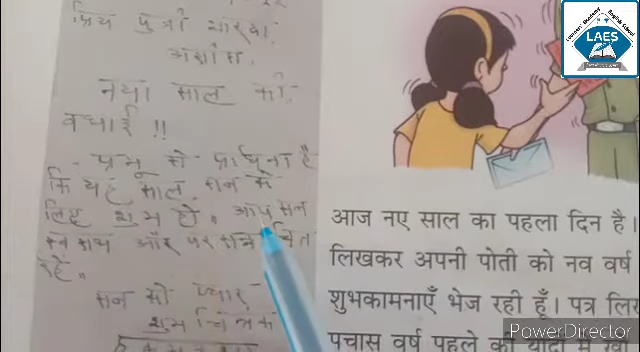 प्रिय पुत्री शारदा,
आशीष,
नया साल की
बधाई !!
- प्रभू से प्रार्थना है
कि यह साल, सब के
लिए शुभ हो, आप सब
स्वस्थ और प्रसन्न चित्त
रहें,
सब को प्यार
शुभ चिंतक
LAES
आज नए साल का पहला दिन है।
लिखकर अपनी पोती को नव वर्ष
शुभकामनाएँ भेज रही हूँ। पत्र लिख
पचास वर्ष पहले की यादों में
PowerDirector